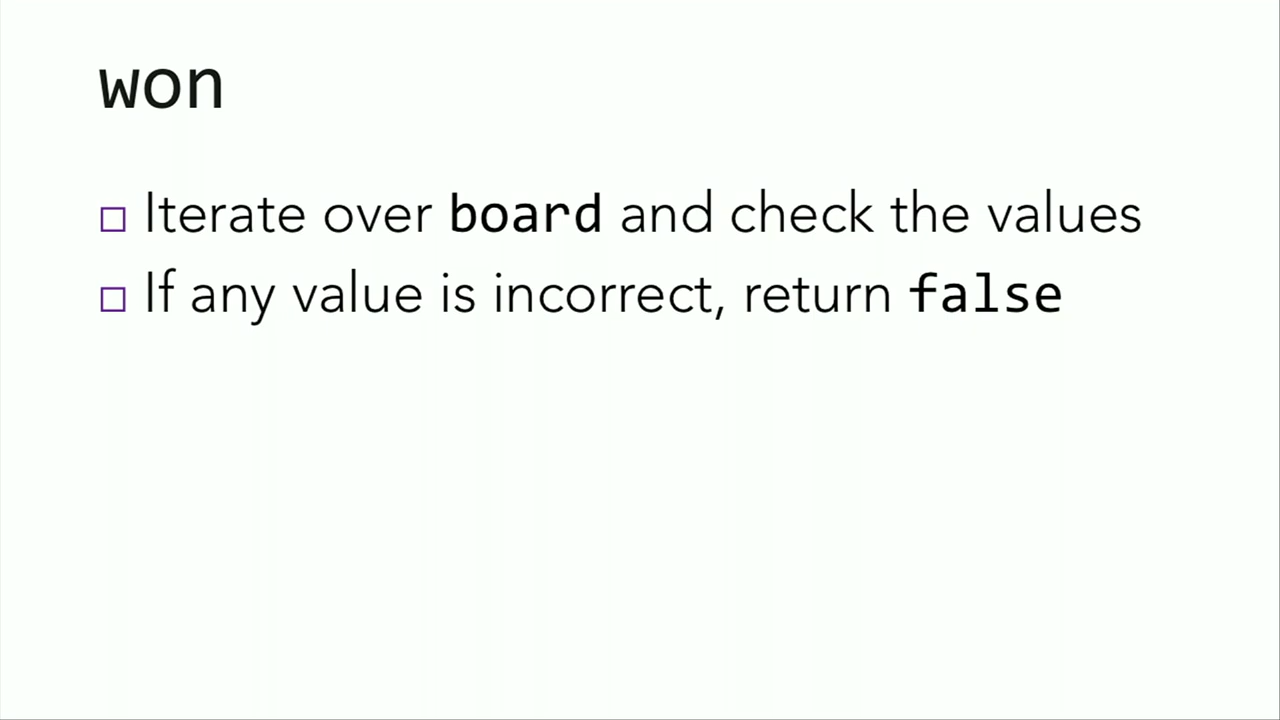 won
Iterate over board and check the values
If any value is incorrect, return false